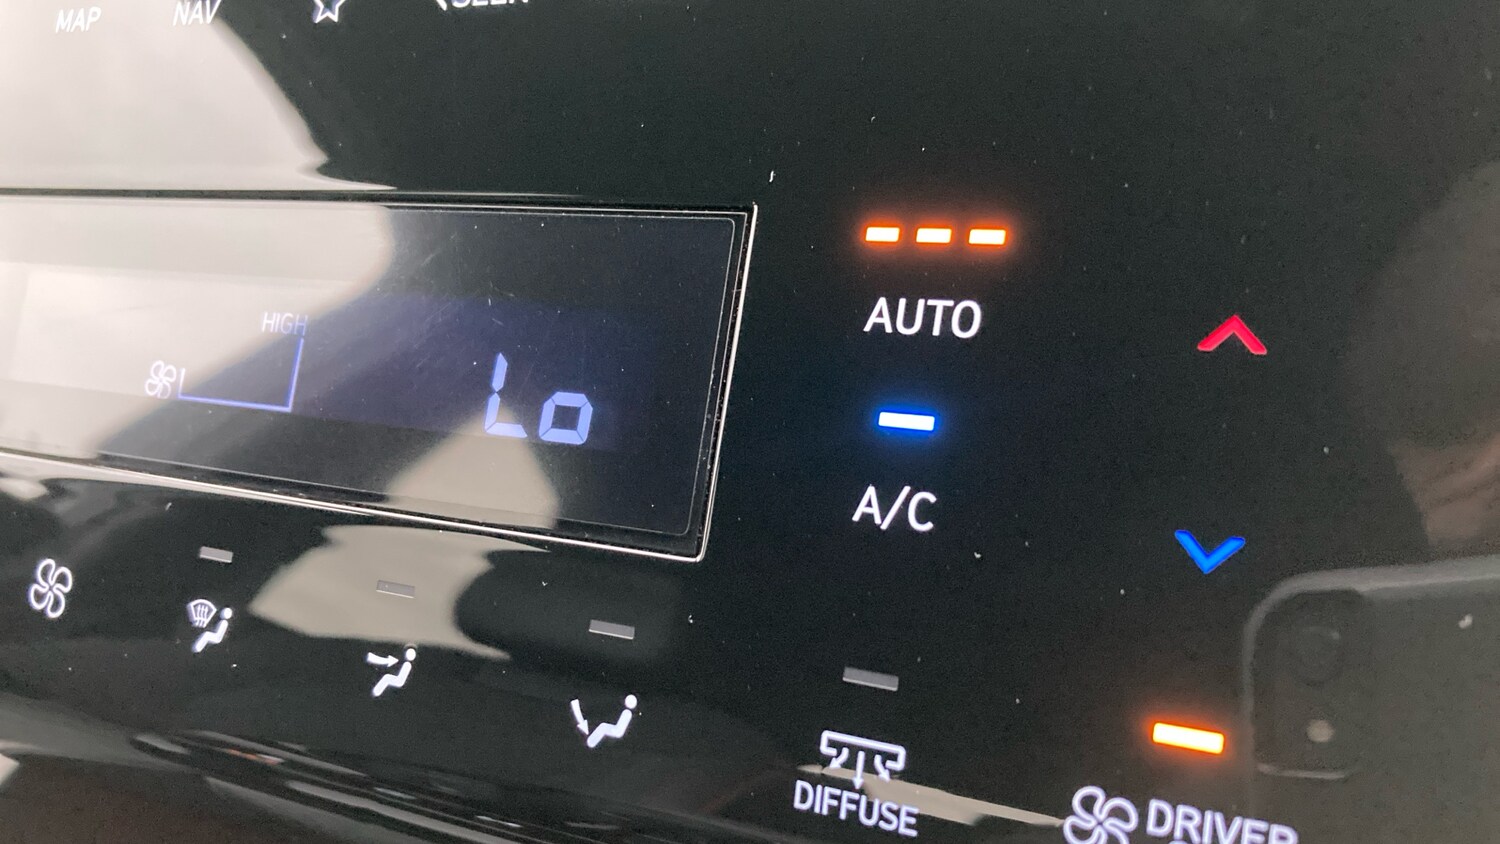 MAP NAV
HIGH
Lo
AUTO
A/C
DIFFUSE
DRIVER